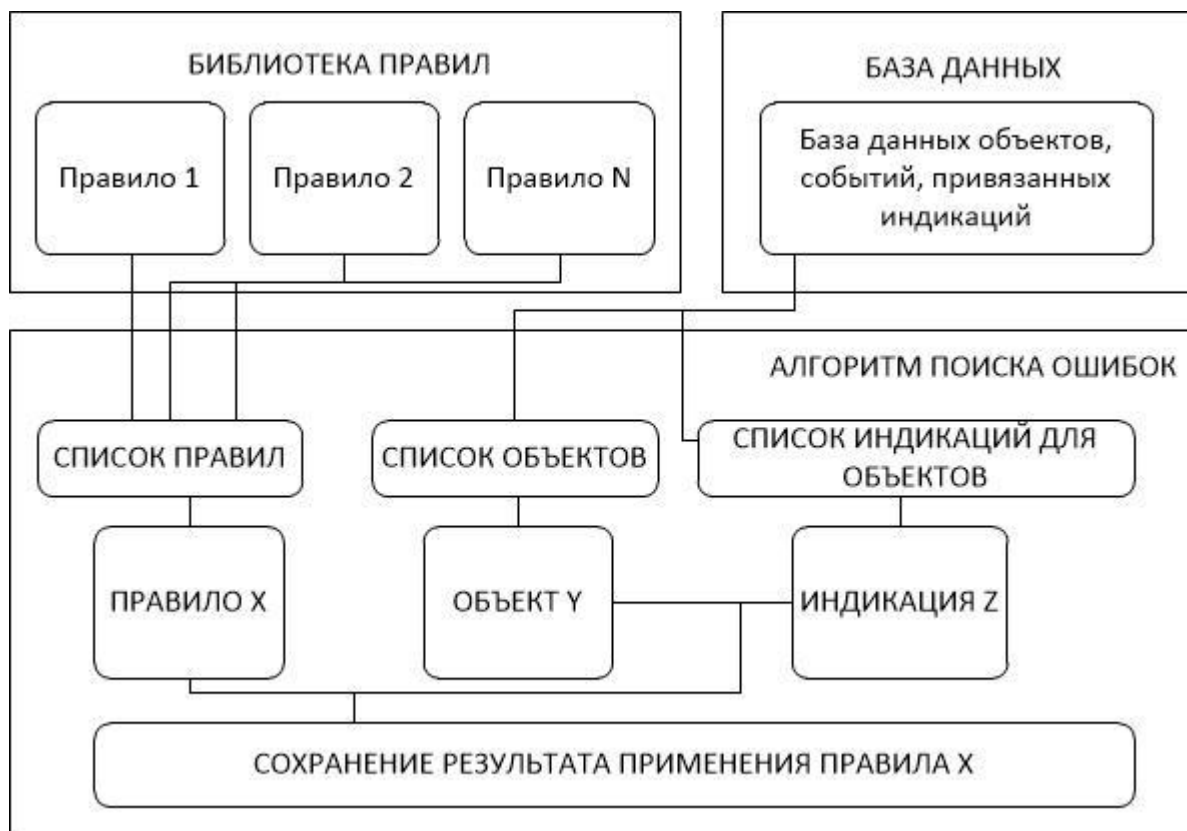 БИБЛИОТЕКА ПРАВИЛ
Правило 1
Правило 2
Правило N
БАЗА ДАННЫХ
База данных объектов,
событий, привязанных
индикаций
АЛГОРИТМ ПОИСКА ОШИБОК
СПИСОК ПРАВИЛ
СПИСОК ОБЪЕКТОВ
СПИСОК ИНДИКАЦИЙ ДЛЯ
ОБЪЕКТОВ
ПРАВИЛО X
ОБЪЕКТ Y
ИНДИКАЦИЯ Z
СОХРАНЕНИЕ РЕЗУЛЬТАТА ПРИМЕНЕНИЯ ПРАВИЛА X